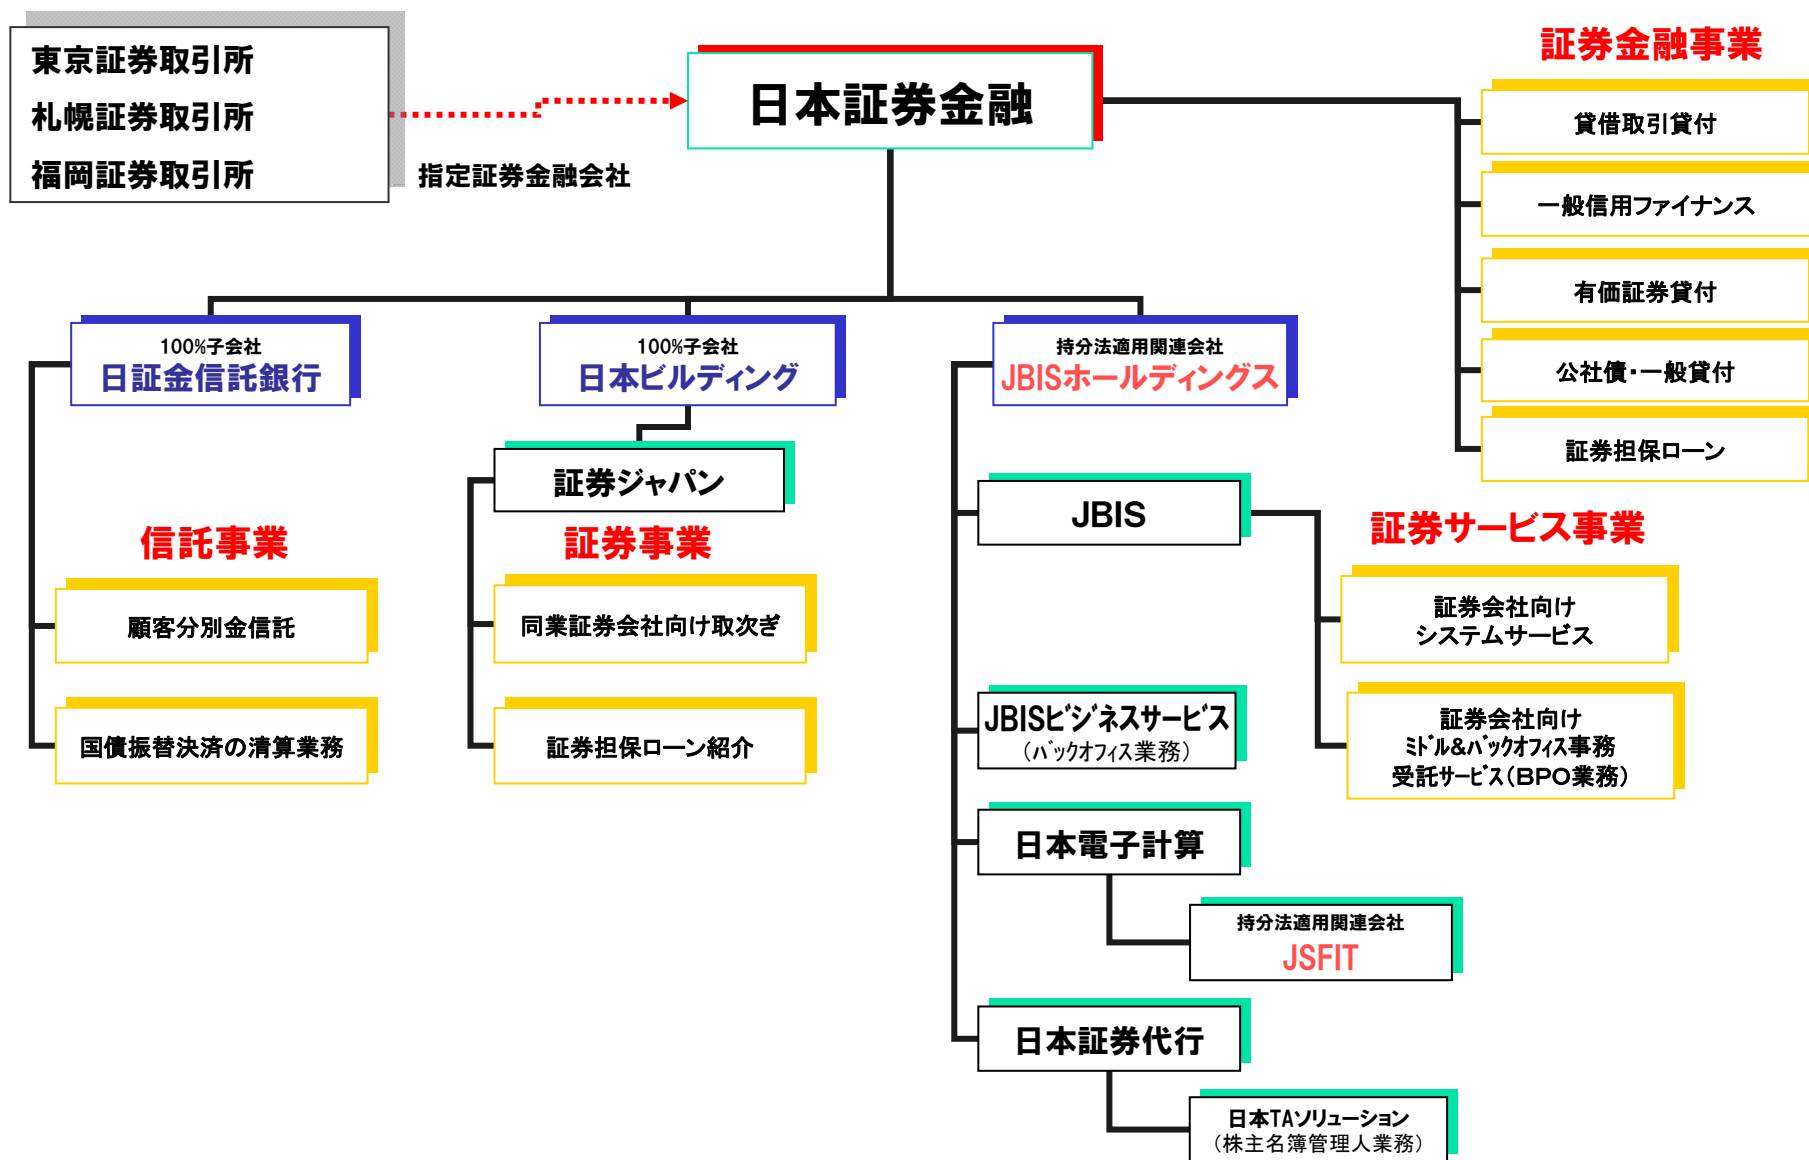 東京証券取引所
札幌証券取引所
福岡証券取引所
指定証券金融会社
日本証券金融
証券金融事業
貸借取引貸付
一般信用ファイナンス
有価証券貸付
公社債・一般貸付
証券担保ローン
100%子会社
日証金信託銀行
100%子会社
日本ビルディング
持分法適用関連会社
JBISホールディングス
信託事業
顧客分別金信託
国債振替決済の清算業務
証券ジャパン
証券事業
同業証券会社向け取次ぎ
証券担保ローン紹介
JBIS
証券サービス事業
証券会社向け
システムサービス
証券会社向け
ﾐﾄﾞﾙ&ﾊﾞｯｸｵﾌｨｽ事務
受託ｻｰﾋﾞｽ(BPO業務)
JBISﾋﾞｼﾞﾈｽサービス
(ﾊﾞｯｸｵﾌｨｽ業務)
日本電子計算
持分法適用関連会社
JSFIT
日本証券代行
日本TAソリューション
(株主名簿管理人業務)